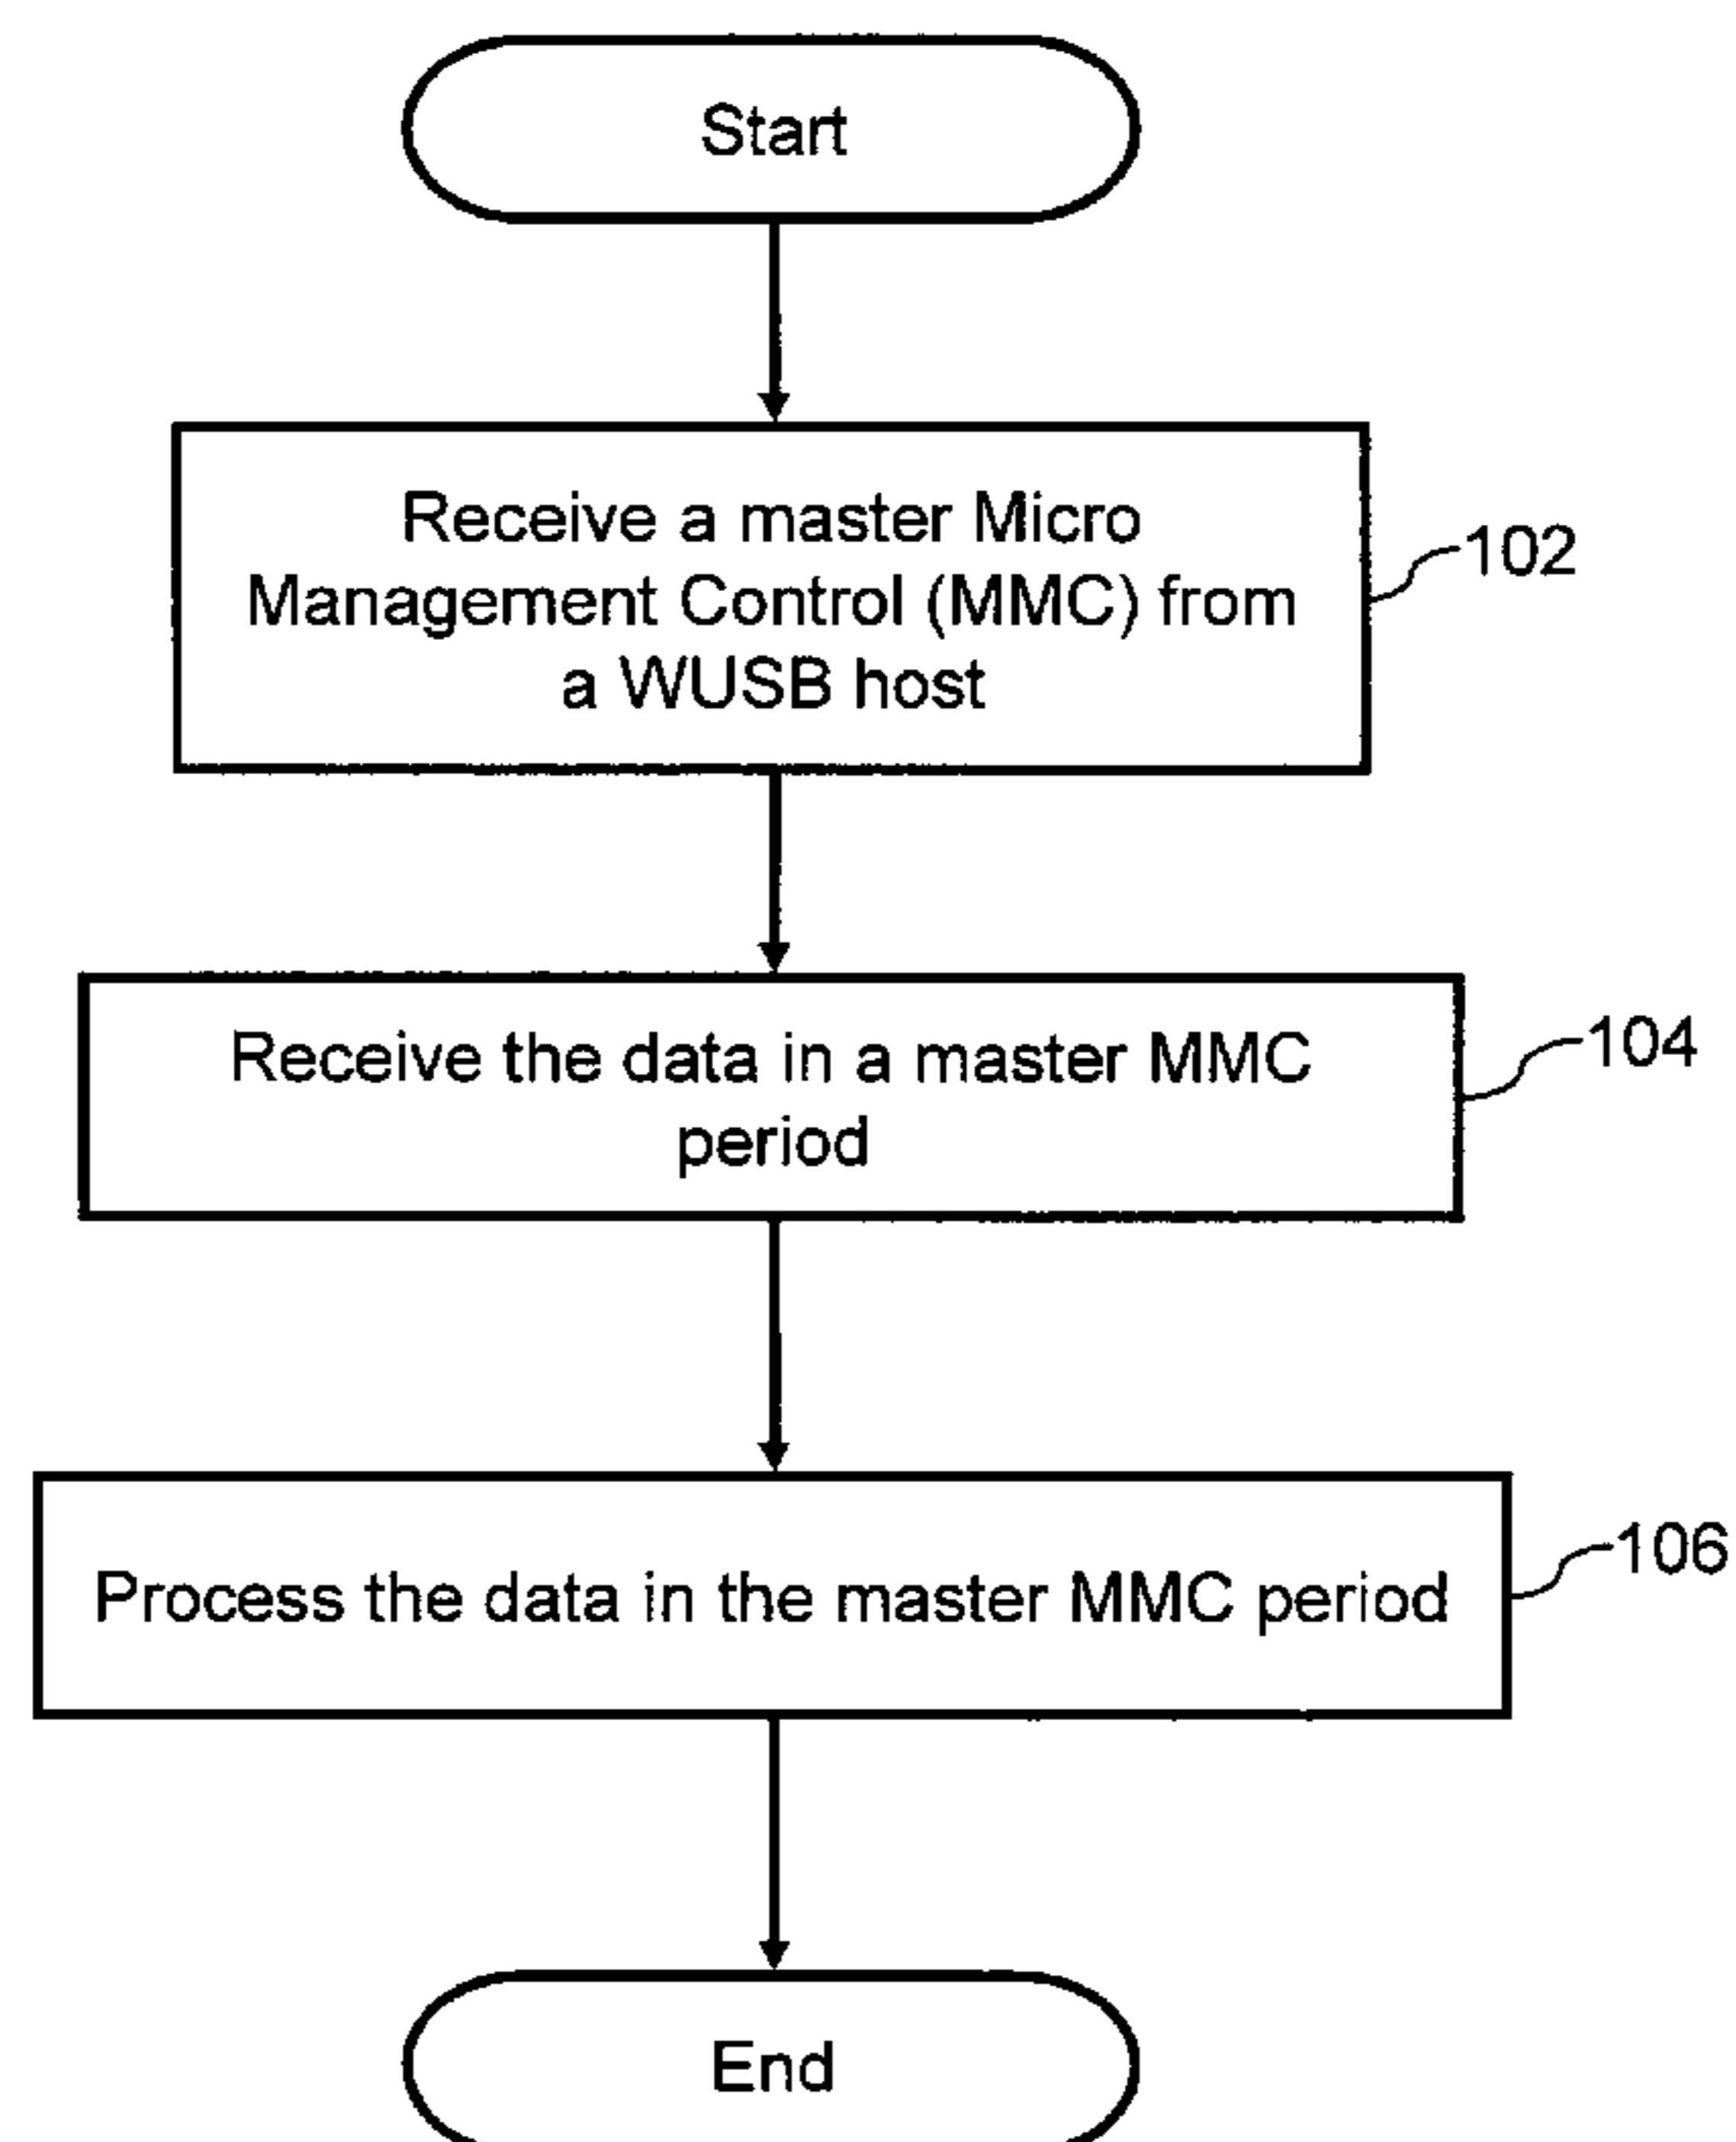 Start
Receive a master Micro
Management Control (MMC) from
a WUSB host
102
Receive the data in a master MMC
period
104
Process the data in the master MMC period
106
End